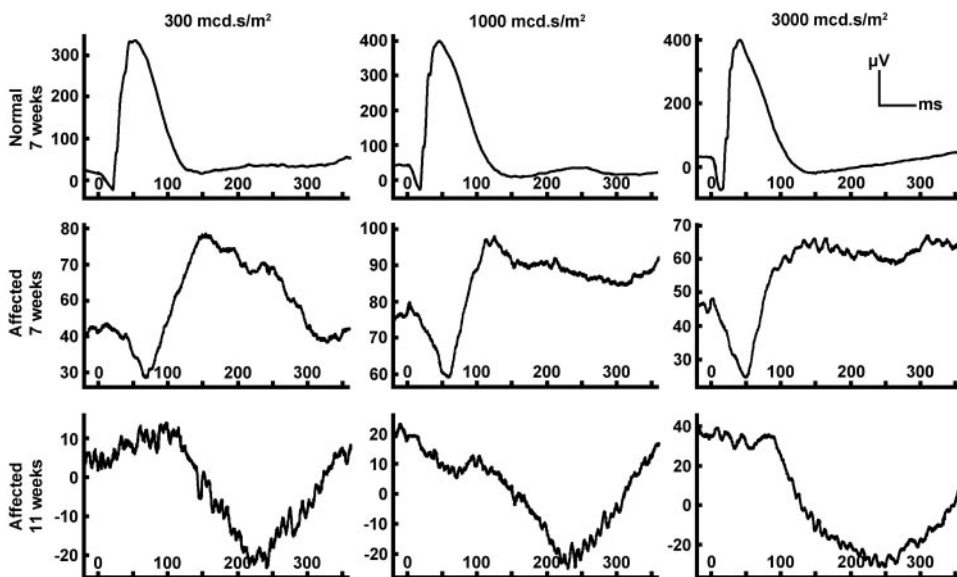 300 mcd.s/m²
1000 mcd.s/m²
3000 mcd.s/m²
Normal
7 weeks
300
200
100
0
0 100 200 300
400
300
200
100
0
0 100 200 300
400
200
0
0 100 200 300
µV
ms
Affected
7 weeks
80
70
60
40
30
0 100 200 300
100
90
80
70
60
0 100 200 300
70
60
50
40
30
0 100 200 300
Affected
11 weeks
10
0
-10
-20
0 100 200 300
20
10
0
-10
-20
0 100 200 300
40
20
0
-20
0 100 200 300